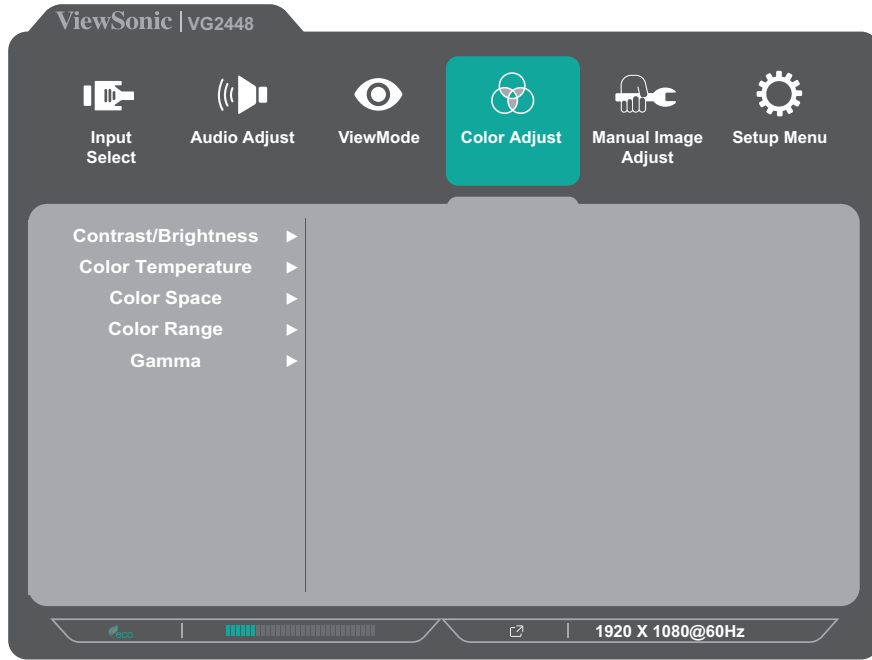 ViewSonic | VG2448
Input Select
Audio Adjust
ViewMode
Color Adjust
Manual Image Adjust
Setup Menu
Contrast/Brightness
Color Temperature
Color Space
Color Range
Gamma
eco
1920 X 1080@60Hz